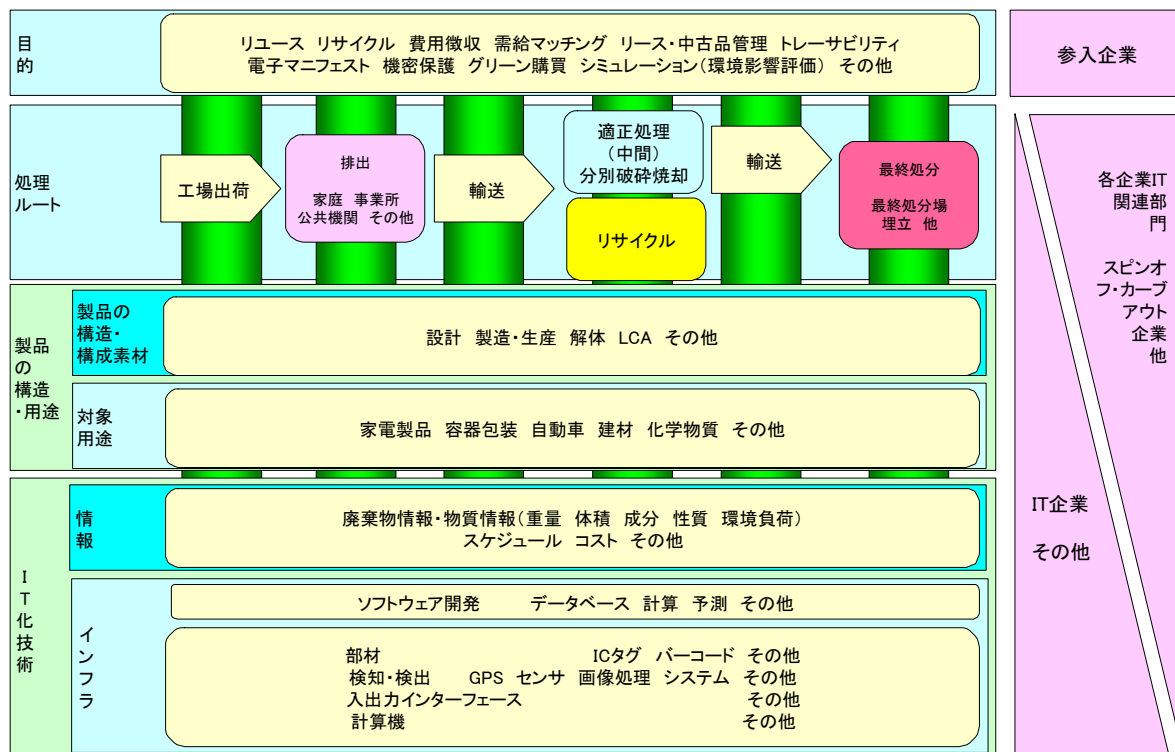 目
的
リユース リサイクル 費用徴収 需給マッチング リース・中古品管理 トレーサビリティ
電子マニフェスト 機密保護 グリーン購買 シミュレーション(環境影響評価) その他
参入企業
処理
ルート
工場出荷
排出
家庭 事業所
公共機関 その他
輸送
適正処理
(中間)
分別破砕焼却
リサイクル
輸送
最終処分
最終処分場
埋立 他
各企業IT
関連部
門
スピンオ
フ・カーブ
アウト
企業
他
製品
の
構造
・用途
製品の
構造・
構成素材
設計 製造・生産 解体 LCA その他
対象
用途
家電製品 容器包装 自動車 建材 化学物質 その他
I
T
化
技
術
情
報
廃棄物情報・物質情報(重量 体積 成分 性質 環境負荷)
スケジュール コスト その他
IT企業
その他
イ
ン
フ
ラ
ソフトウェア開発 データベース 計算 予測 その他
部材 ICタグ バーコード その他
検知・検出 GPS センサ 画像処理 システム その他
入出力インターフェース その他
計算機 その他